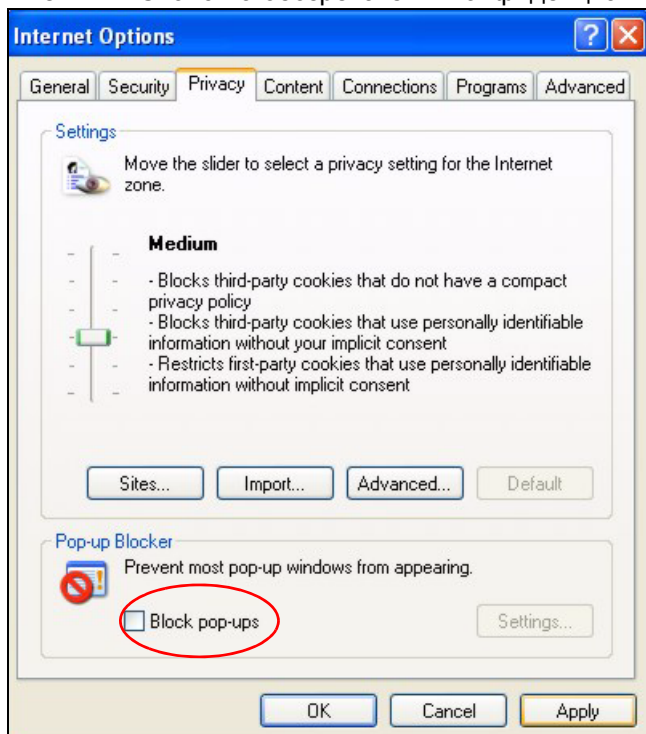 Internet Options
General Security Privacy Content Connections Programs Advanced
Settings
Move the slider to select a privacy setting for the Internet
zone.
Medium
- Blocks third-party cookies that do not have a compact
privacy policy
- Blocks third-party cookies that use personally identifiable
information without your implicit consent
- Restricts first-party cookies that use personally identifiable
information without implicit consent
Sites... Import... Advanced... Default
Pop-up Blocker
Prevent most pop-up windows from appearing.
Block pop-ups Settings...
OK Cancel Apply